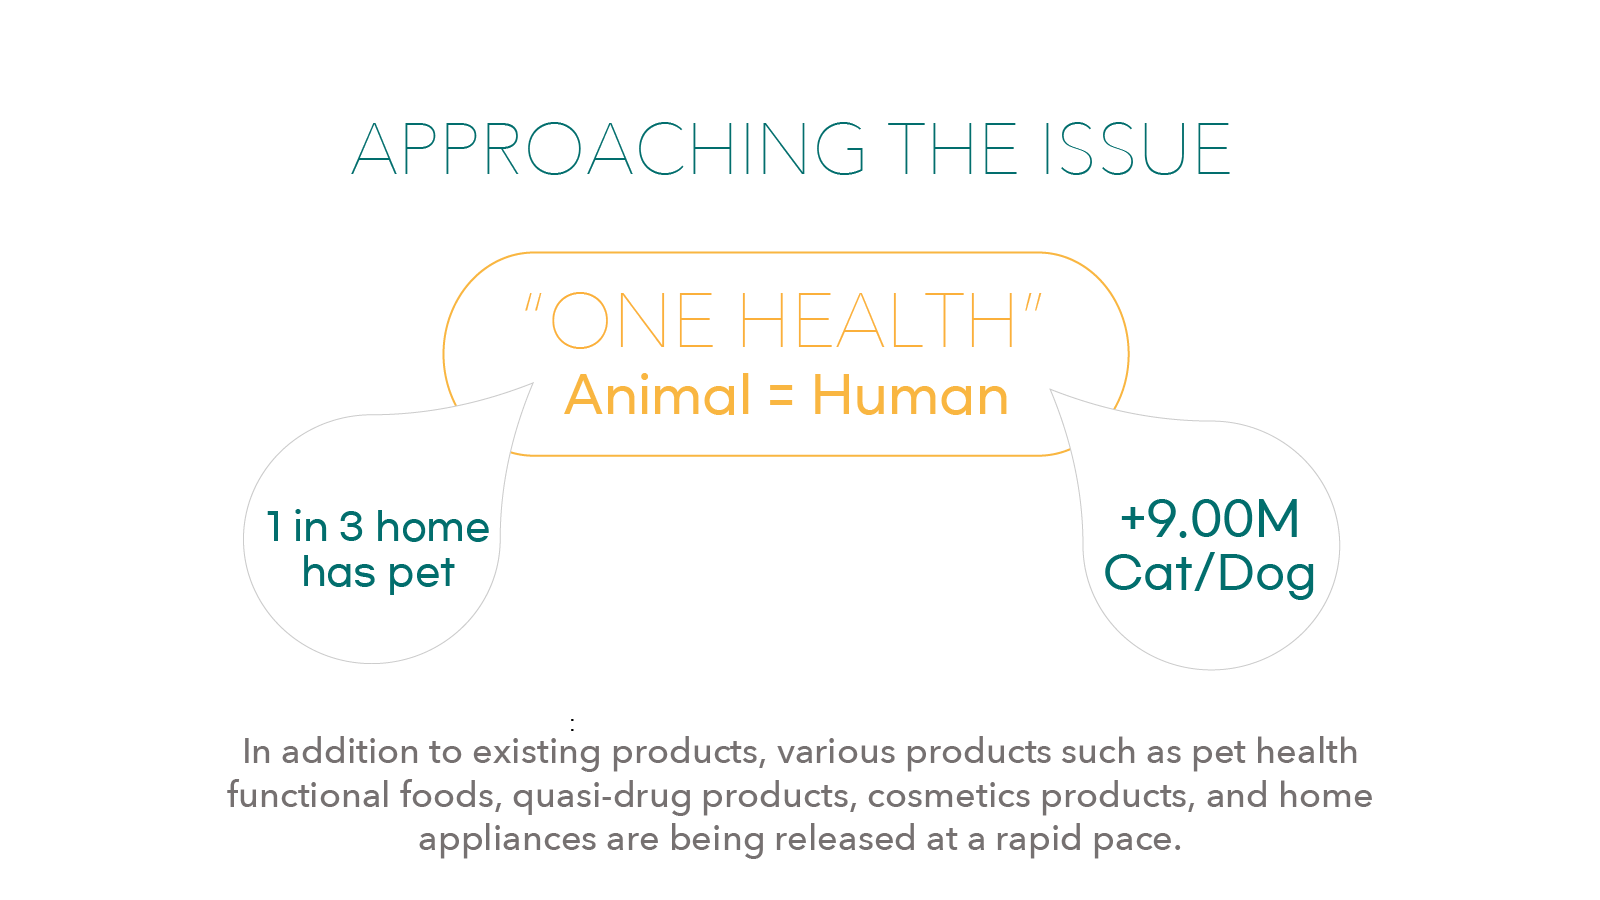 APPROACHING THE ISSUE
“ONE HEALTH”
Animal = Human
1 in 3 home
has pet
+9.00M
Cat/Dog
:
In addition to existing products, various products such as pet health
functional foods, quasi-drug products, cosmetics products, and home
appliances are being released at a rapid pace.